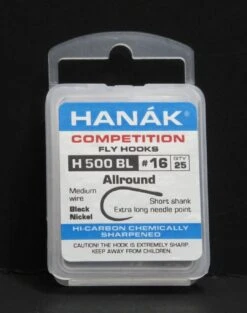 HANÁK
COMPETITION
FLY HOOKS
H 500 BL #16 QTY 25
Allround
Medium wire
Short shank
Black Nickel
Extra long needle point
HI-CARBON CHEMICALLY
SHARPENED
CAUTION! THE HOOK IS EXTREMELY SHARP.
KEEP AWAY FROM CHILDREN.